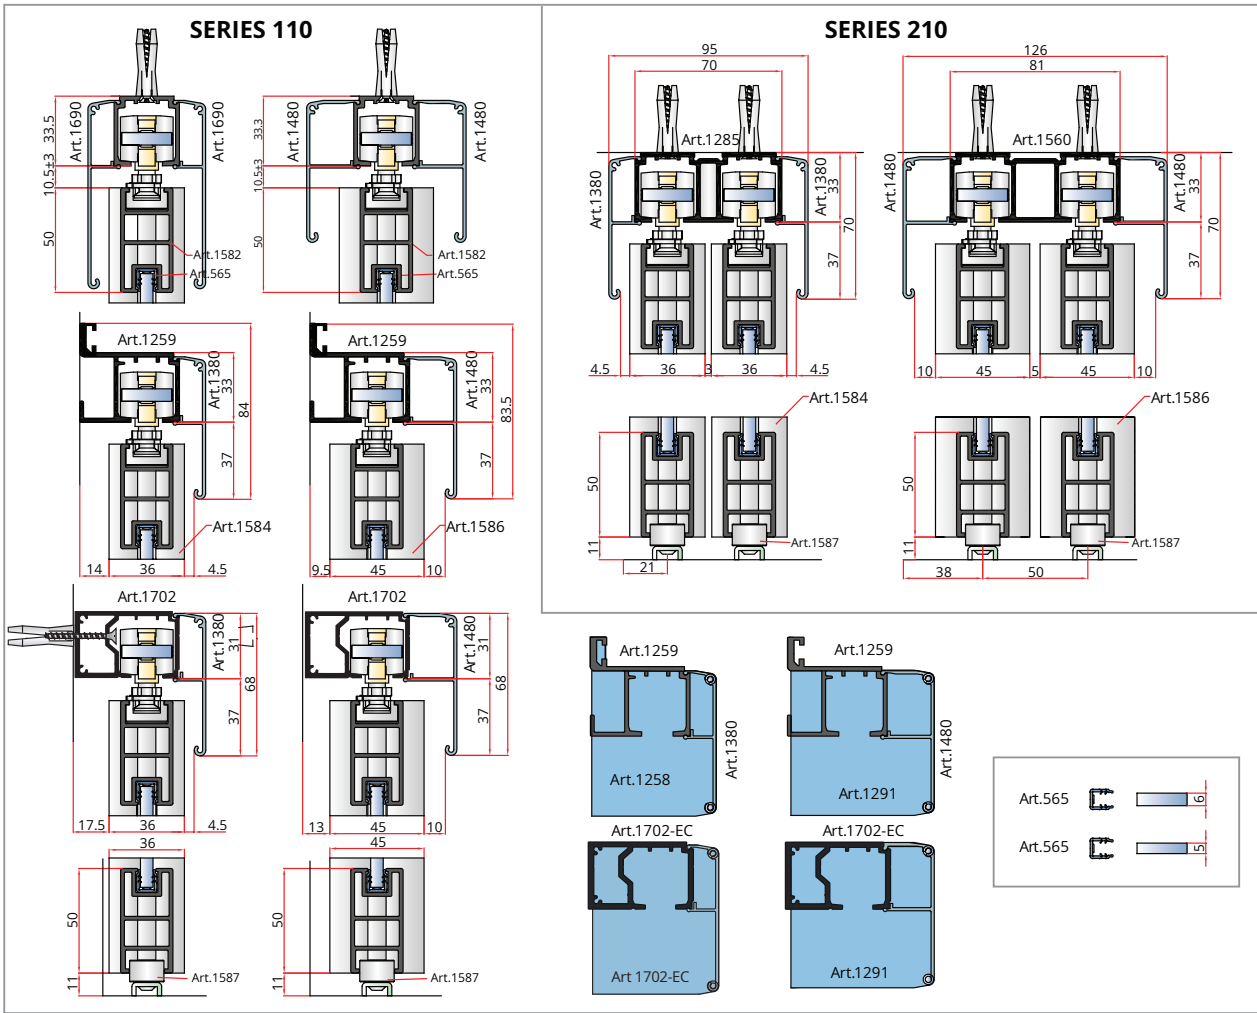 SERIES 110
Art.1690
33.5
10.5±3
50
Art.1690
Art.1582
Art.565
Art.1480
33.3
10.5±3
50
Art.1480
Art.1582
Art.565
Art.1259
Art.1380
33
84
37
Art.1584
14
36
4.5
Art.1259
Art.1480
33
83.5
37
Art.1586
9.5
45
10
Art.1702
Art.1380
31
68
37
17.5
36
4.5
36
50
11
Art.1587
Art.1702
Art.1480
31
68
37
13
45
10
45
50
11
Art.1587
SERIES 210
95
70
Art.1285
Art.1380
Art.1380
33
70
37
4.5
36
3
36
4.5
Art.1584
50
11
Art.1587
21
126
81
Art.1560
Art.1480
Art.1480
33
70
37
10
45
5
45
10
Art.1586
50
11
Art.1587
38
50
Art.1259
Art.1380
Art.1258
Art.1259
Art.1480
Art.1291
Art.1702-EC
Art 1702-EC
Art.1702-EC
Art.1291
Art.565
6
Art.565
5